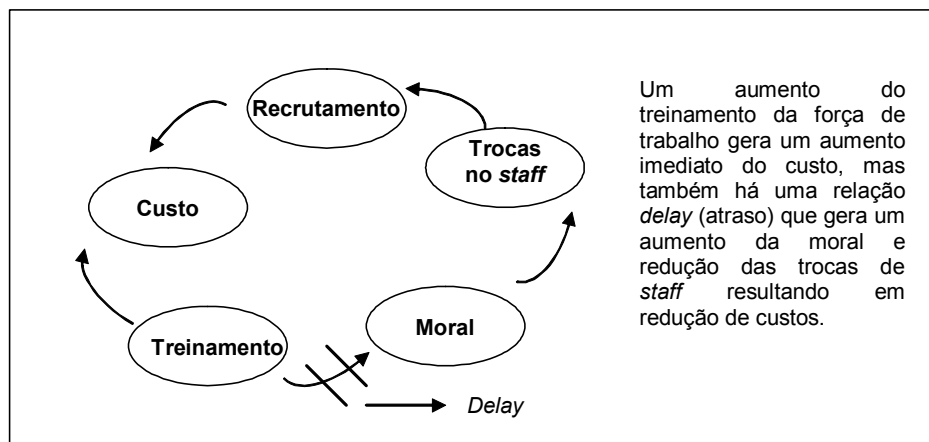 Recrutamento
Trocas
no staff
Custo
Moral
Treinamento
Delay
Um aumento do
treinamento da força de
trabalho gera um aumento
imediato do custo, mas
também há uma relação
delay (atraso) que gera um
aumento da moral e
redução das trocas de
staff resultando em
redução de custos.